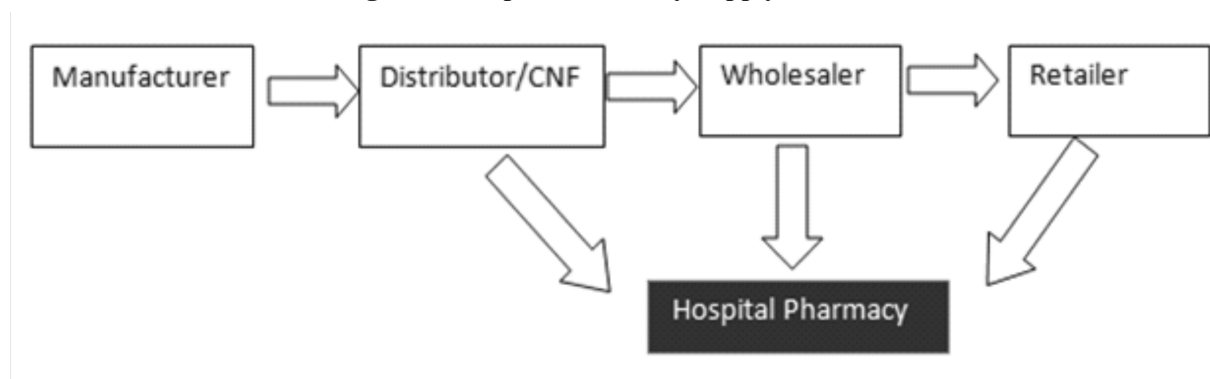 Manufacturer
Distributor/CNF
Wholesaler
Retailer
Hospital Pharmacy